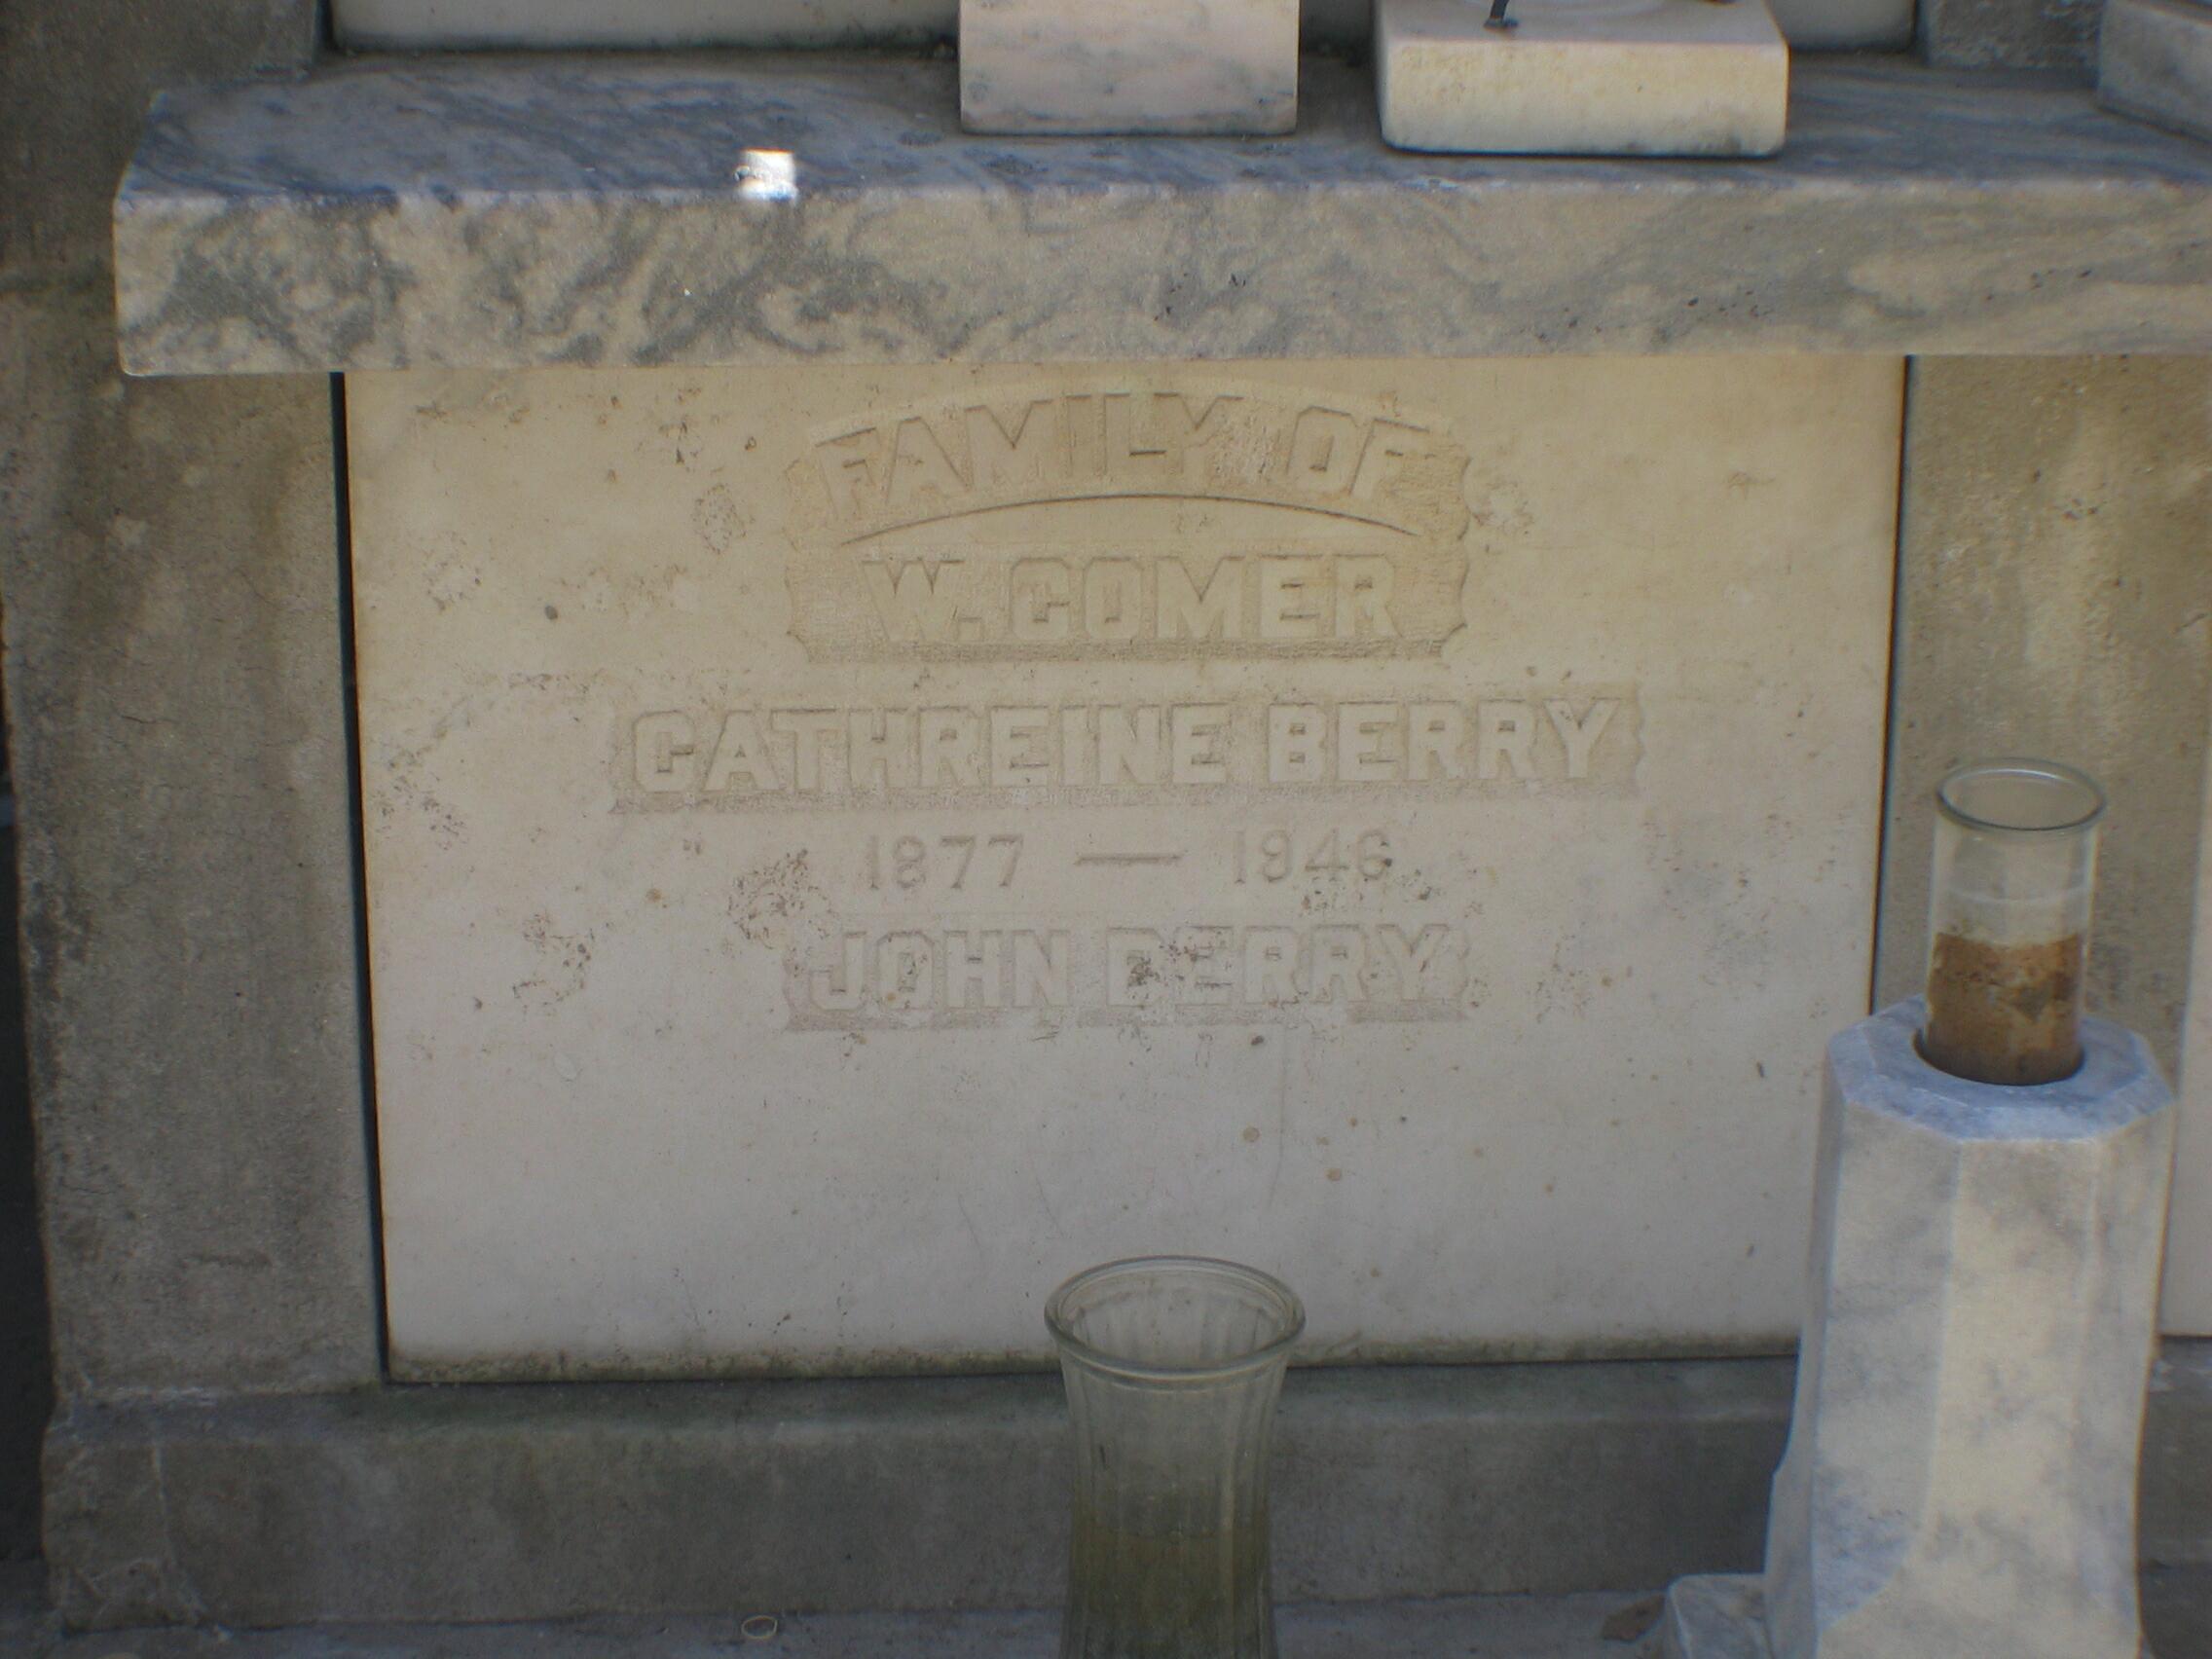 FAMILY OF
W. COMER
CATHREINE BERRY
1877 — 1946
JOHN BERRY